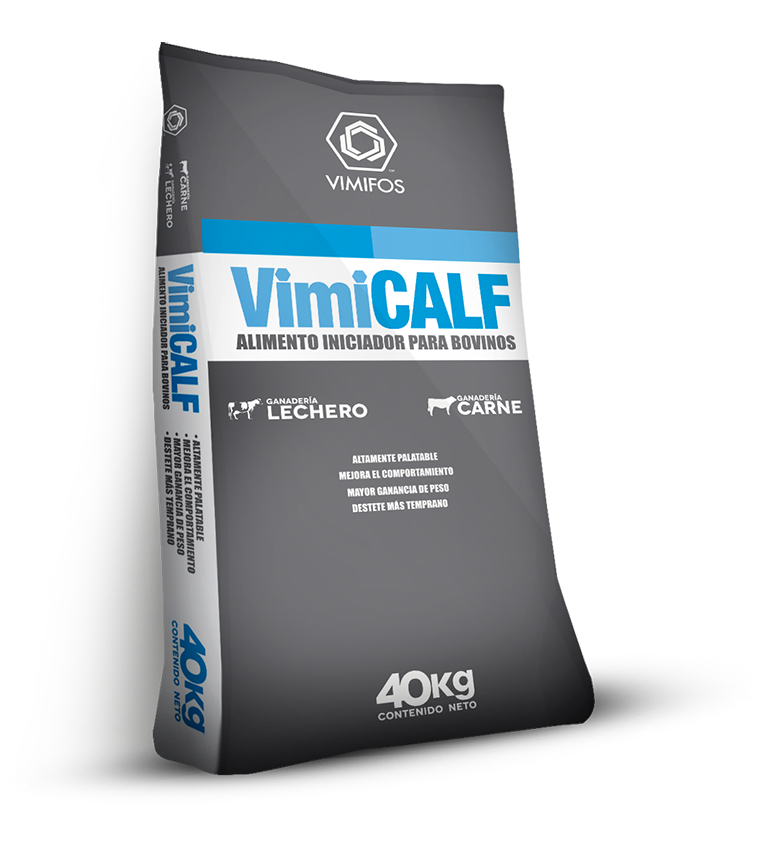 VIMIFOS
VimiCALF
ALIMENTO INICIADOR PARA BOVINOS
GANADERÍA
LECHERO
GANADERÍA
CARNE
ALTAMENTE PALATABLE
MEJORA EL COMPORTAMIENTO
MAYOR GANANCIA DE PESO
DESTETE MÁS TEMPRANO
40Kg
CONTENIDO NETO
CARNE
LECHERO
VimiCALF
ALIMENTO INICIADOR PARA BOVINOS
• ALTAMENTE PALATABLE
• MEJORA EL COMPORTAMIENTO
• MAYOR GANANCIA DE PESO
• DESTETE MÁS TEMPRANO
40Kg
CONTENIDO NETO